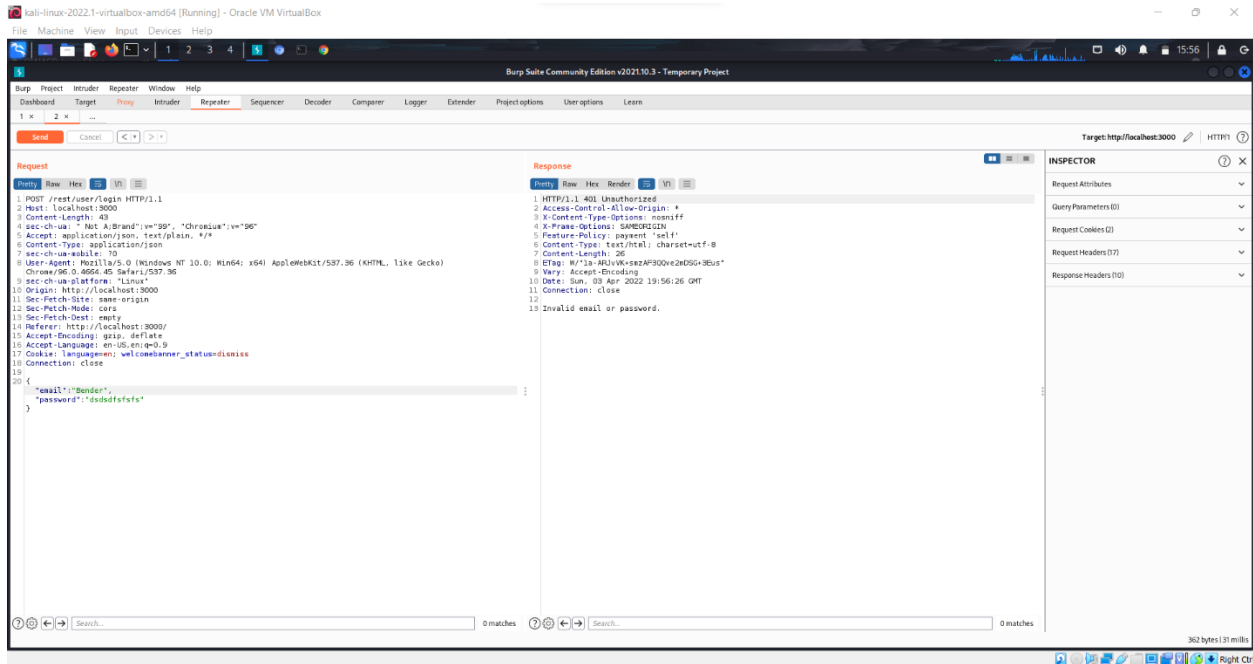 kali-linux-2022.1-virtualbox-amd64 [Running] - Oracle VM VirtualBox
File Machine View Input Devices Help
1 2 3 4 15:56
Burp Suite Community Edition v2021.10.3 - Temporary Project
Burp Project Intruder Repeater Window Help
Dashboard Target Proxy Intruder Repeater Sequencer Decoder Comparer Logger Extender Project options User options Learn
1 × 2 × ...
Send Cancel < > Target: http://localhost:3000 HTTP/1
Request
Pretty Raw Hex \n
1 POST /rest/user/login HTTP/1.1
2 Host: localhost:3000
3 Content-Length: 43
4 sec-ch-ua: " Not A;Brand";v="99", "Chromium";v="96"
5 Accept: application/json, text/plain, */*
6 Content-Type: application/json
7 sec-ch-ua-mobile: ?0
8 User-Agent: Mozilla/5.0 (Windows NT 10.0; Win64; x64) AppleWebKit/537.36 (KHTML, like Gecko)
Chrome/96.0.4664.45 Safari/537.36
9 sec-ch-ua-platform: "Linux"
10 Origin: http://localhost:3000
11 Sec-Fetch-Site: same-origin
12 Sec-Fetch-Mode: cors
13 Sec-Fetch-Dest: empty
14 Referer: http://localhost:3000/
15 Accept-Encoding: gzip, deflate
16 Accept-Language: en-US,en;q=0.9
17 Cookie: language=en; welcomebanner_status=dismiss
18 Connection: close
19
20 {
"email":"Bender",
"password":"dsdsdfsfsfs"
}
Search... 0 matches
Response
Pretty Raw Hex Render \n
1 HTTP/1.1 401 Unauthorized
2 Access-Control-Allow-Origin: *
3 X-Content-Type-Options: nosniff
4 X-Frame-Options: SAMEORIGIN
5 Feature-Policy: payment 'self'
6 Content-Type: text/html; charset=utf-8
7 Content-Length: 26
8 ETag:
9 Vary: Accept-Encoding
10 Date: Sun, 03 Apr 2022 19:56:26 GMT
11 Connection: close
12
13 Invalid email or password.
Search... 0 matches
INSPECTOR
Request Attributes
Query Parameters (0)
Request Cookies (2)
Request Headers (17)
Response Headers (10)
362 bytes | 31 millis
Right Ctrl